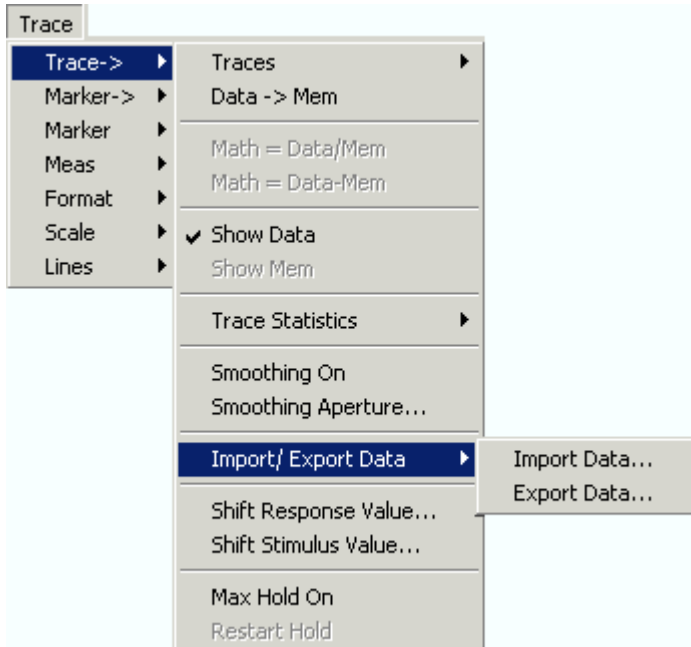 Trace
Trace->
Marker->
Marker
Meas
Format
Scale
Lines
Traces
Data -> Mem
Math = Data/Mem
Math = Data-Mem
Show Data
Show Mem
Trace Statistics
Smoothing On
Smoothing Aperture...
Import/ Export Data
Shift Response Value...
Shift Stimulus Value...
Max Hold On
Restart Hold
Import Data...
Export Data...